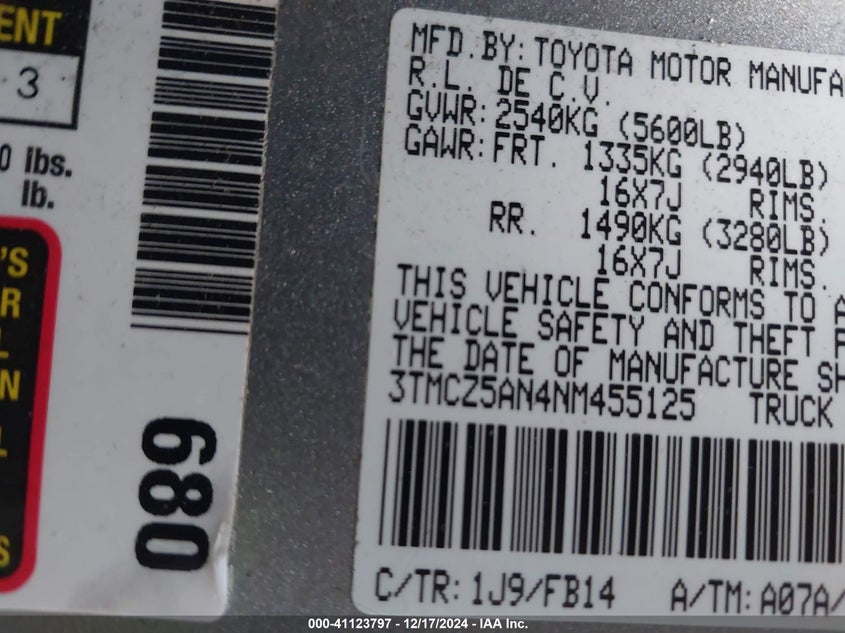 ENT
3
0 lbs.
lb.
'S
R
L
N
L
S
089
MFD.BY: TOYOTA MOTOR MANUFA
R.L. DE C.V.
GVWR: 2540KG (5600LB)
GAWR: FRT. 1335KG (2940LB)
16X7J RIMS.
RR. 1490KG (3280LB)
16X7J RIMS.
THIS VEHICLE CONFORMS TO A
VEHICLE SAFETY AND THEFT P
THE DATE OF MANUFACTURE SH
3TMCZ5AN4NM455125 TRUCK
C/TR: 1J9/FB14 A/TM: A07A/
000-41123797 - 12/17/2024 - IAA Inc.